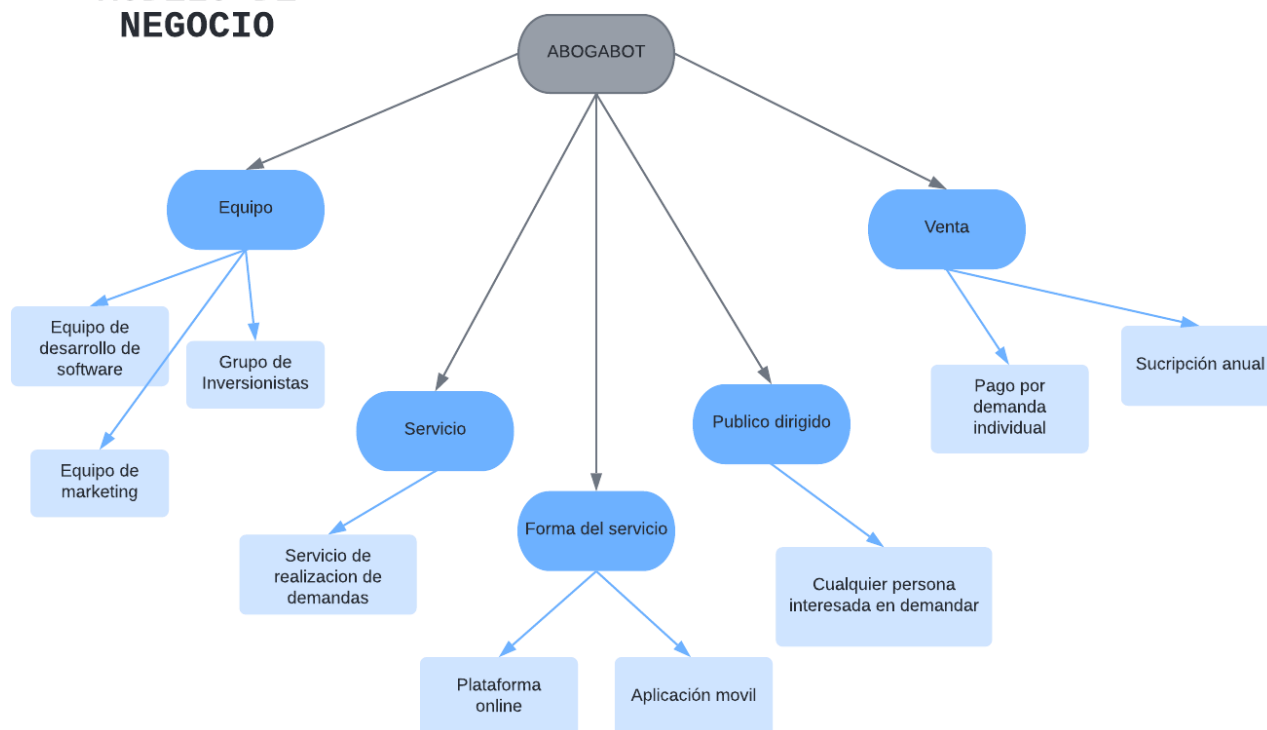 NEGOCIO
ABOGABOT
Equipo
Venta
Equipo de
desarrollo de
software
Grupo de
Inversionistas
Equipo de
marketing
Servicio
Publico dirigido
Pago por
demanda
individual
Sucripción anual
Forma del servicio
Servicio de
realizacion de
demandas
Cualquier persona
interesada en demandar
Plataforma
online
Aplicación movil